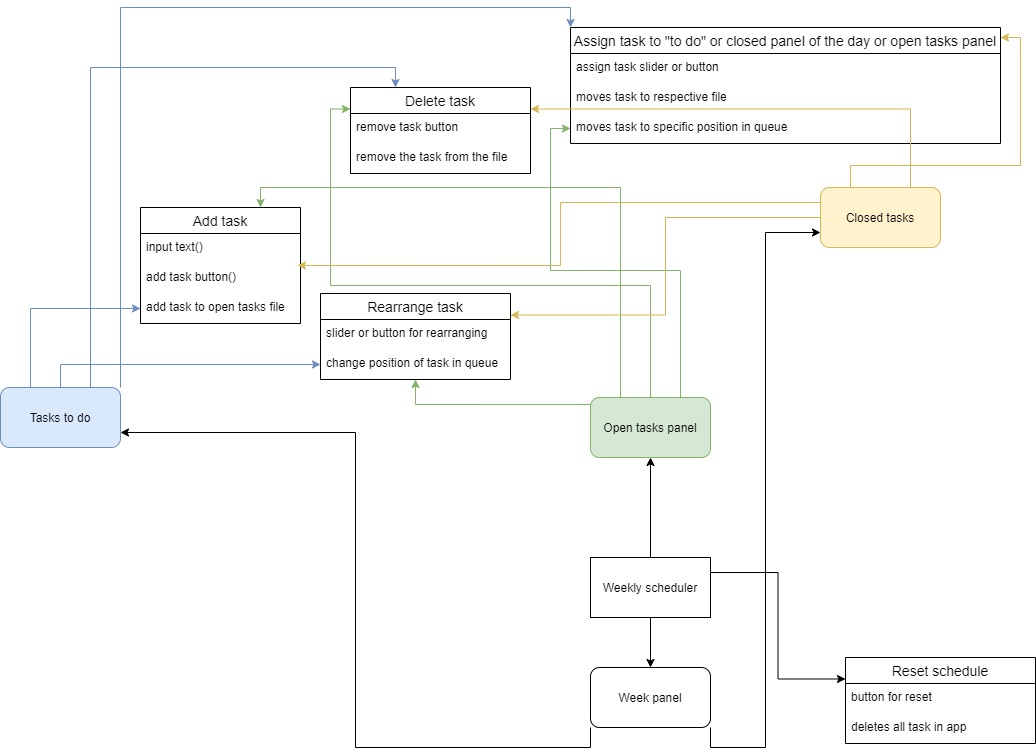 Assign task to "to do" or closed panel of the day or open tasks panel
assign task slider or button
moves task to respective file
moves task to specific position in queue
Delete task
remove task button
remove the task from the file
Closed tasks
Add task
input text()
add task button()
add task to open tasks file
Rearrange task
slider or button for rearranging
change position of task in queue
Tasks to do
Open tasks panel
Weekly scheduler
Week panel
Reset schedule
button for reset
deletes all task in app